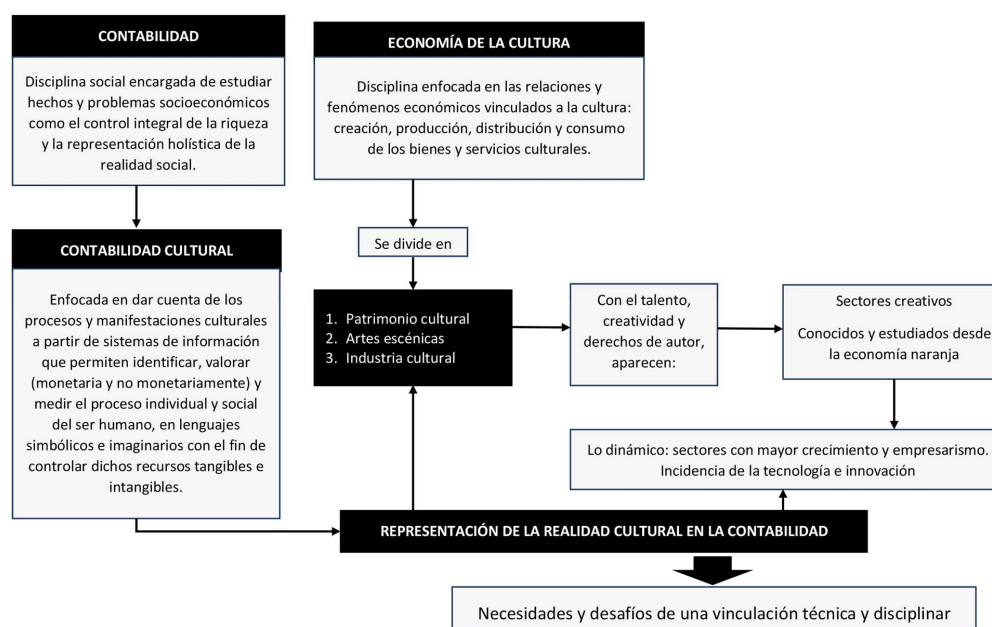 CONTABILIDAD
Disciplina social encargada de estudiar
hechos y problemas socioeconómicos
como el control integral de la riqueza
y la representación holística de la
realidad social.
ECONOMÍA DE LA CULTURA
Disciplina enfocada en las relaciones y
fenómenos económicos vinculados a la cultura:
creación, producción, distribución y consumo
de los bienes y servicios culturales.
Se divide en
CONTABILIDAD CULTURAL
Enfocada en dar cuenta de los
procesos y manifestaciones culturales
a partir de sistemas de información
que permiten identificar, valorar
(monetaria y no monetariamente) y
medir el proceso individual y social
del ser humano, en lenguajes
simbólicos e imaginarios con el fin de
controlar dichos recursos tangibles e
intangibles.
1. Patrimonio cultural
2. Artes escénicas
3. Industria cultural
Con el talento,
creatividad y
derechos de autor,
aparecen:
Sectores creativos
Conocidos y estudiados desde
la economía naranja
Lo dinámico: sectores con mayor crecimiento y empresarismo.
Incidencia de la tecnología e innovación
REPRESENTACIÓN DE LA REALIDAD CULTURAL EN LA CONTABILIDAD
Necesidades y desafíos de una vinculación técnica y disciplinar